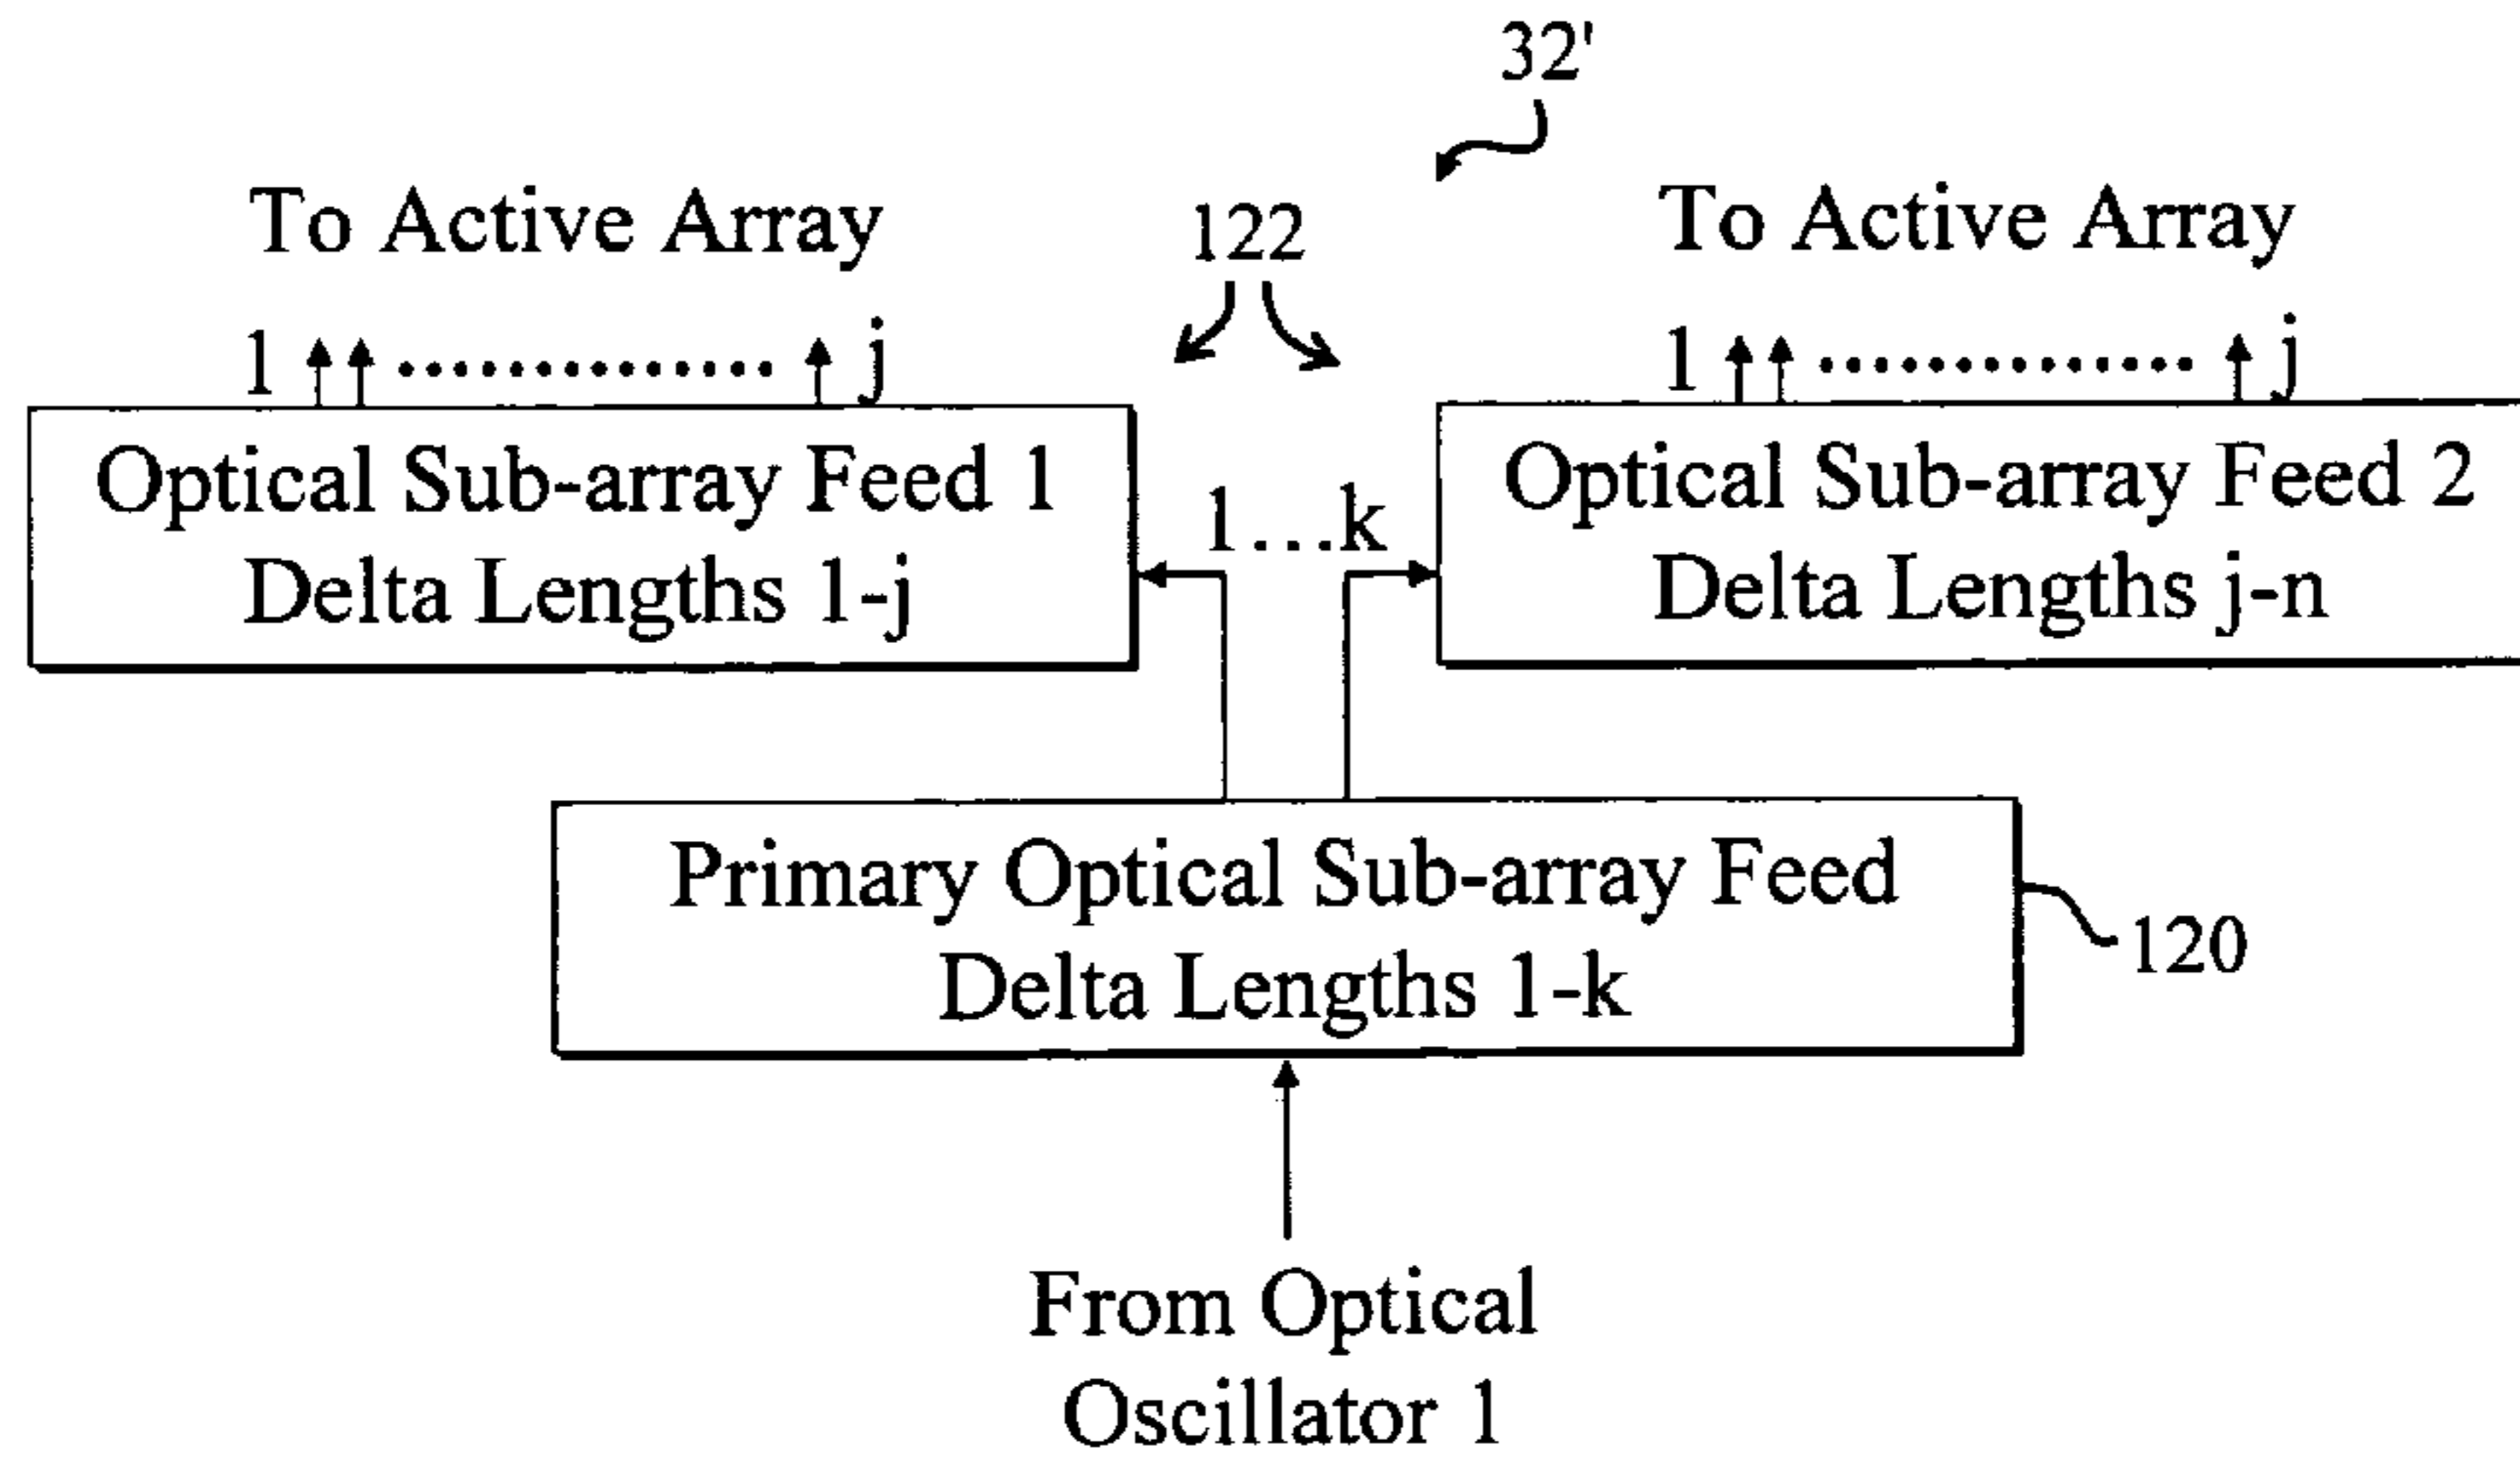 32'
To Active Array
122
To Active Array
1 .............. j
1 .............. j
Optical Sub-array Feed 1
Delta Lengths 1-j
1...k
Optical Sub-array Feed 2
Delta Lengths j-n
Primary Optical Sub-array Feed
Delta Lengths 1-k
120
From Optical
Oscillator 1